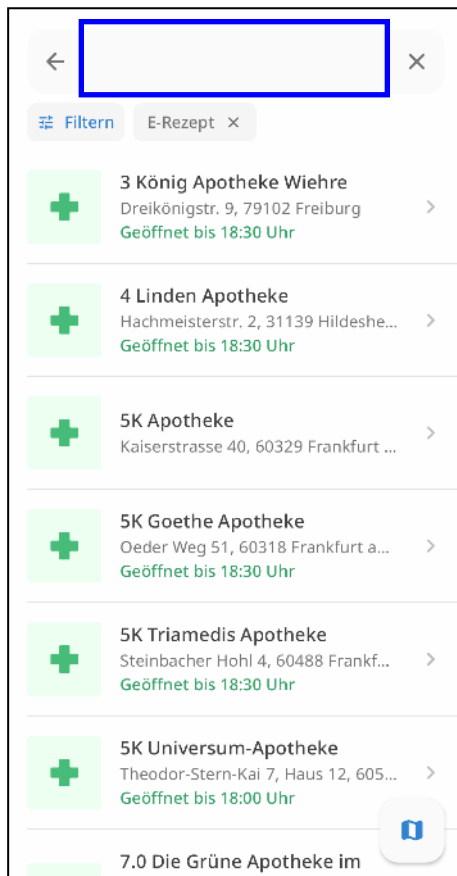 Filtern
E-Rezept
3 König Apotheke Wiehre
Dreikönigstr. 9, 79102 Freiburg
Geöffnet bis 18:30 Uhr
4 Linden Apotheke
Hachmeisterstr. 2, 31139 Hildeshe...
Geöffnet bis 18:30 Uhr
5K Apotheke
Kaiserstrasse 40, 60329 Frankfurt ...
5K Goethe Apotheke
Oeder Weg 51, 60318 Frankfurt a...
Geöffnet bis 18:30 Uhr
5K Triamedis Apotheke
Steinbacher Hohl 4, 60488 Frankf...
Geöffnet bis 18:30 Uhr
5K Universum-Apotheke
Theodor-Stern-Kai 7, Haus 12, 605...
Geöffnet bis 18:00 Uhr
7.0 Die Grüne Apotheke im